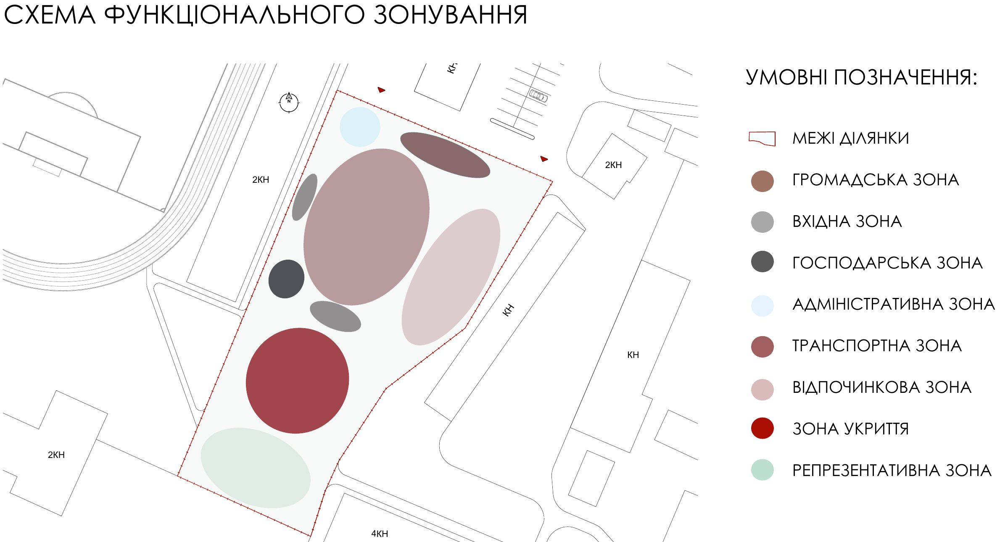 СХЕМА ФУНКЦІОНАЛЬНОГО ЗОНУВАННЯ
УМОВНІ ПОЗНАЧЕННЯ:
МЕЖІ ДІЛЯНКИ
ГРОМАДСЬКА ЗОНА
ВХІДНА ЗОНА
ГОСПОДАРСЬКА ЗОНА
АДМІНІСТРАТИВНА ЗОНА
ТРАНСПОРТНА ЗОНА
ВІДПОЧИНКОВА ЗОНА
ЗОНА УКРИТТЯ
РЕПРЕЗЕНТАТИВНА ЗОНА
КН
N
2КН
2КН
КН
КН
2КН
4КН